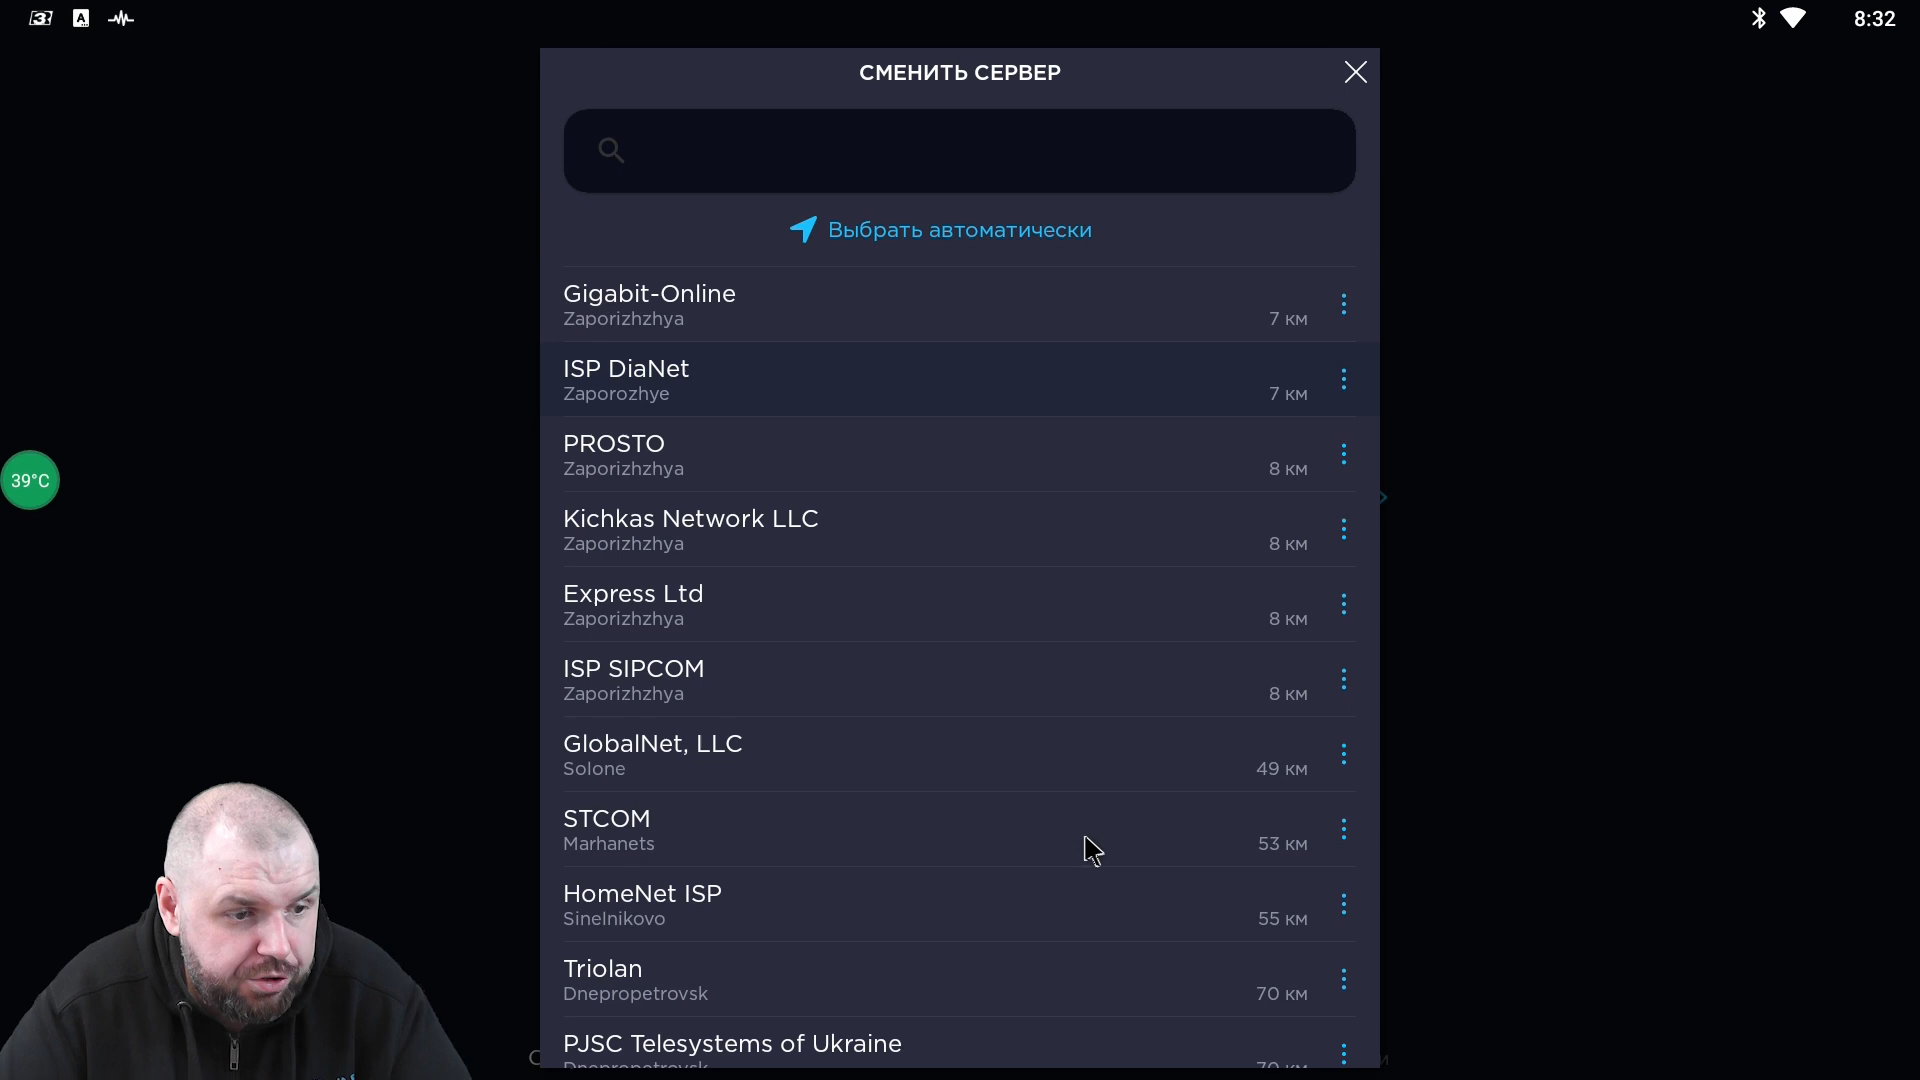 8:32
СМЕНИТЬ СЕРВЕР
Выбрать автоматически
Gigabit-Online
Zaporizhzhya
7 км
ISP DiaNet
Zaporozhye
7 км
PROSTO
Zaporizhzhya
8 км
39°C
Kichkas Network LLC
Zaporizhzhya
8 км
Express Ltd
Zaporizhzhya
8 км
ISP SIPCOM
Zaporizhzhya
8 км
GlobalNet, LLC
Solone
49 км
STCOM
Marhanets
53 км
HomeNet ISP
Sinelnikovo
55 км
Triolan
Dnepropetrovsk
70 км
PJSC Telesystems of Ukraine
Dnepropetrovsk
70 км